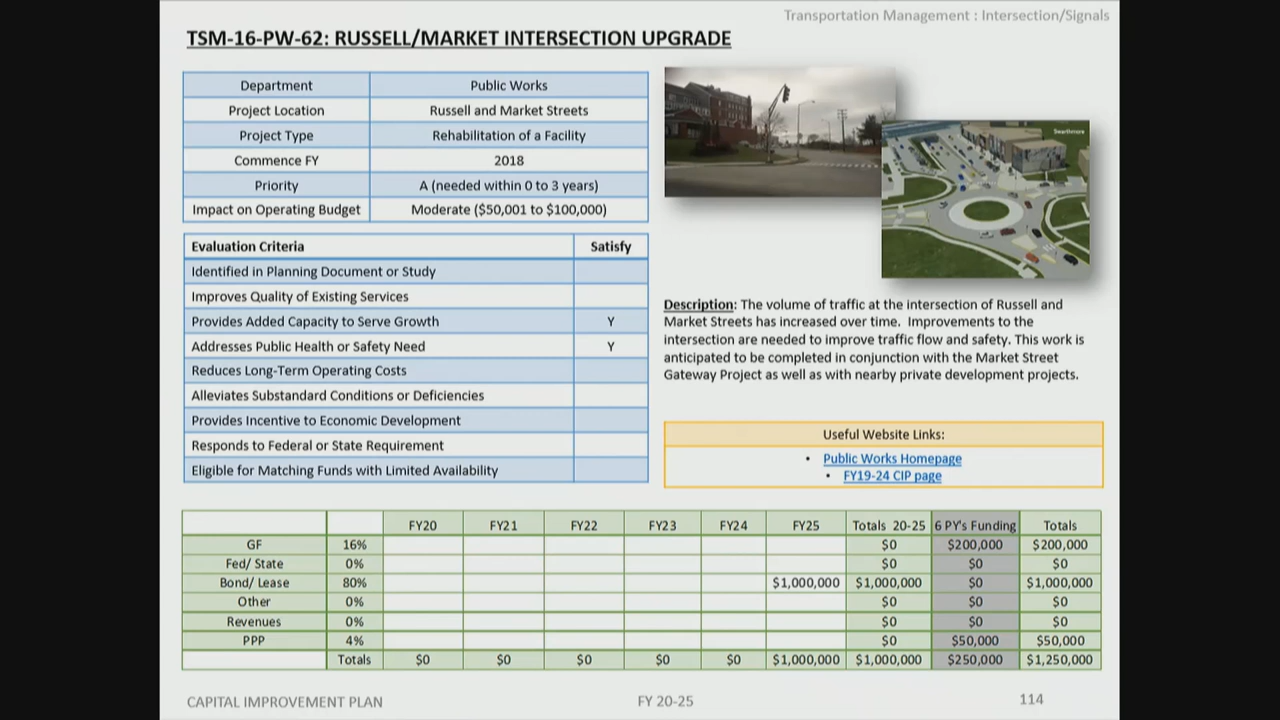 Transportation Management : Intersection/Signals
TSM-16-PW-62: RUSSELL/MARKET INTERSECTION UPGRADE
Department Public Works
Project Location Russell and Market Streets
Project Type Rehabilitation of a Facility
Commence FY 2018
Priority A (needed within 0 to 3 years)
Impact on Operating Budget Moderate ($50,001 to $100,000)
Evaluation Criteria Satisfy
Identified in Planning Document or Study
Improves Quality of Existing Services
Provides Added Capacity to Serve Growth Y
Addresses Public Health or Safety Need Y
Reduces Long-Term Operating Costs
Alleviates Substandard Conditions or Deficiencies
Provides Incentive to Economic Development
Responds to Federal or State Requirement
Eligible for Matching Funds with Limited Availability
Swarthmore
Description: The volume of traffic at the intersection of Russell and
Market Streets has increased over time. Improvements to the
intersection are needed to improve traffic flow and safety. This work is
anticipated to be completed in conjunction with the Market Street
Gateway Project as well as with nearby private development projects.
Useful Website Links:
• Public Works Homepage
• FY19-24 CIP page
FY20 FY21 FY22 FY23 FY24 FY25 Totals 20-25 6 PY's Funding Totals
GF 16% $0 $200,000 $200,000
Fed/ State 0% $0 $0 $0
Bond/ Lease 80% $1,000,000 $1,000,000 $0 $1,000,000
Other 0% $0 $0 $0
Revenues 0% $0 $0 $0
PPP 4% $0 $50,000 $50,000
Totals $0 $0 $0 $0 $0 $1,000,000 $1,000,000 $250,000 $1,250,000
CAPITAL IMPROVEMENT PLAN FY 20-25 114